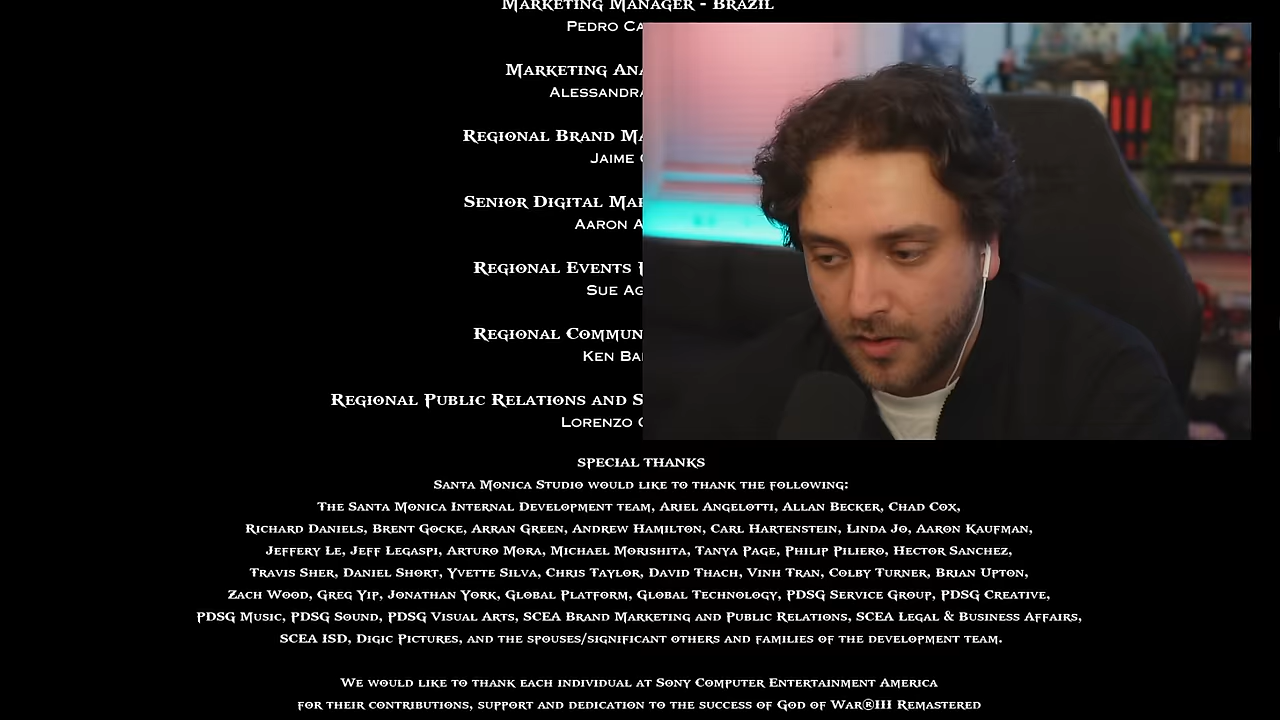 Marketing Manager - Brazil
Pedro
Marketing
Alessandra
Regional Brand
Jaime
Senior Digital
Aaron
Regional Events
Sue
Regional
Ken
Regional Public Relations and
Lorenzo
SPECIAL THANKS
Santa Monica Studio would like to thank the following:
The Santa Monica Internal Development team, Ariel Angelotti, Allan Becker, Chad Cox,
Richard Daniels, Brent Gocke, Arran Green, Andrew Hamilton, Carl Hartenstein, Linda Jo, Aaron Kaufman,
Jeffery Le, Jeff Legaspi, Arturo Mora, Michael Morishita, Tanya Page, Philip Piliero, Hector Sanchez,
Travis Sher, Daniel Short, Yvette Silva, Chris Taylor, David Thach, Vinh Tran, Colby Turner, Brian Upton,
Zach Wood, Greg Yip, Jonathan York, Global Platform, Global Technology, PDSG Service Group, PDSG Creative,
PDSG Music, PDSG Sound, PDSG Visual Arts, SCEA Brand Marketing and Public Relations, SCEA Legal & Business Affairs,
SCEA ISD, Digic Pictures, and the spouses/significant others and families of the development team.
We would like to thank each individual at Sony Computer Entertainment America
for their contributions, support and dedication to the success of God of War®III Remastered